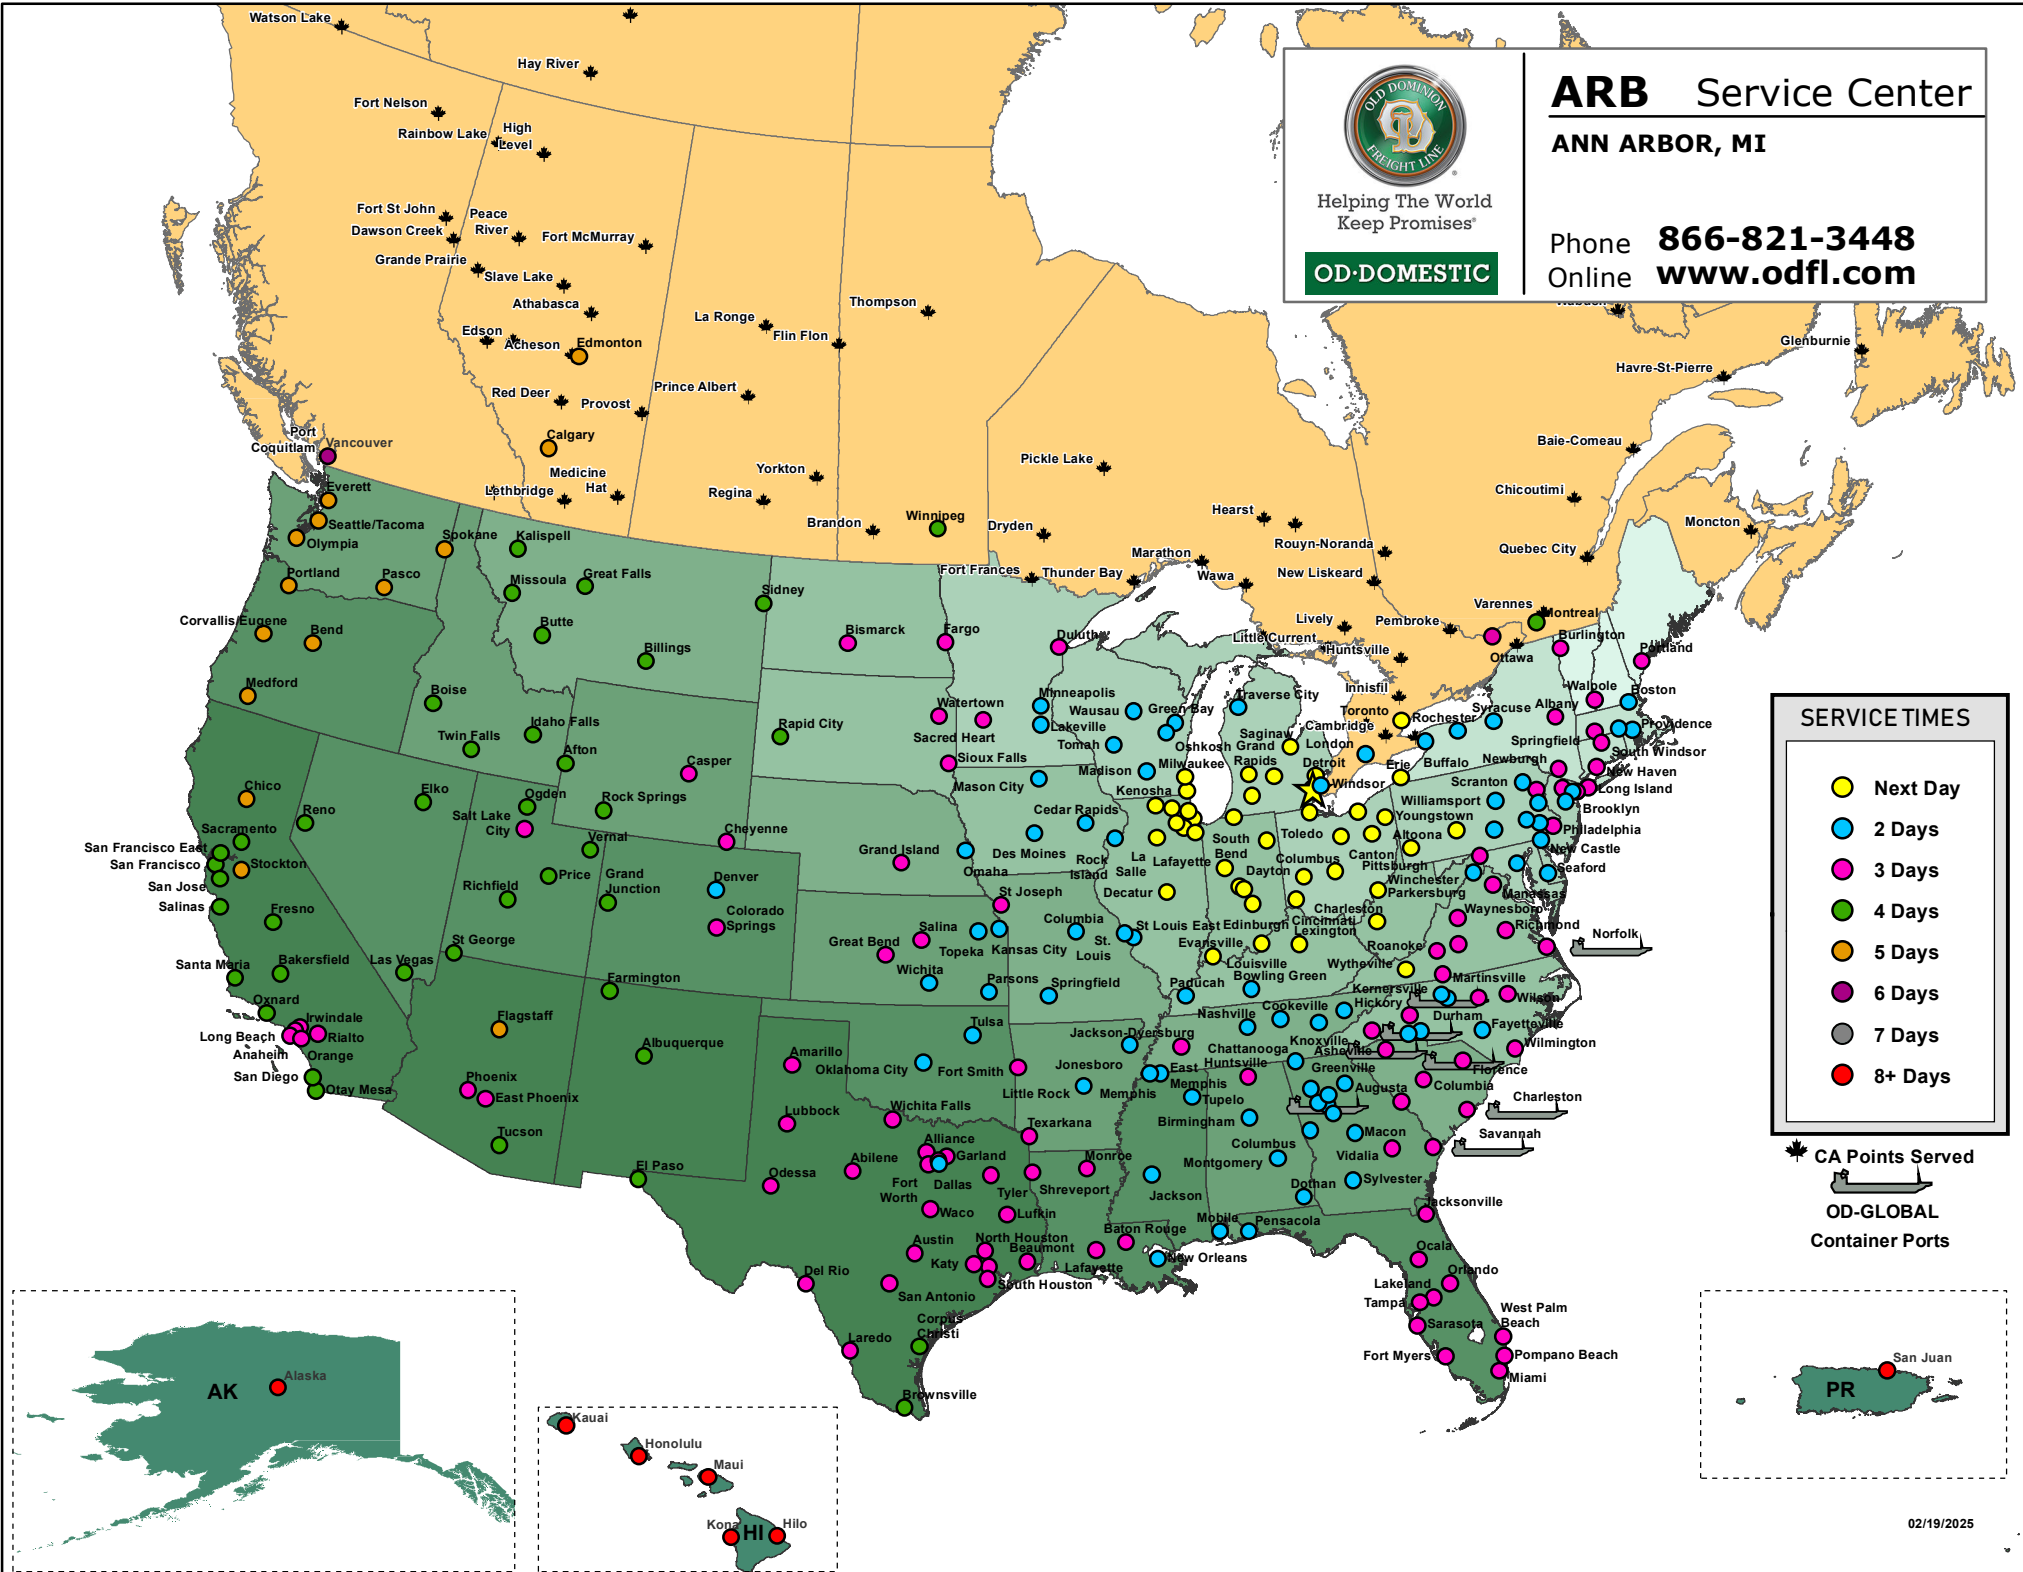 Watson Lake
Hay River
Fort Nelson
Rainbow Lake
High
Level
Fort St John
Dawson Creek
Peace
River
Fort McMurray
Grande Prairie
Slave Lake
Athabasca
Edson
Acheson
Edmonton
La Ronge
Flin Flon
Thompson
Red Deer
Provost
Prince Albert
Calgary
Port
Coquitlam
Vancouver
Medicine
Hat
Lethbridge
Yorkton
Regina
Brandon
Winnipeg
Pickle Lake
Dryden
Hearst
Rouyn-Noranda
Marathon
Fort Frances
Thunder Bay
Wawa
New Liskeard
Glenburnie
Havre-St-Pierre
Baie-Comeau
Chicoutimi
Quebec City
Moncton
Varennes
Montreal
Lively
Pembroke
Little Current
Huntsville
Ottawa
Innisfil
Toronto
Cambridge
London
Windsor
OLD DOMINION
FREIGHT LINE
Helping The World
Keep Promises®
OD·DOMESTIC
ARB Service Center
ANN ARBOR, MI
Phone 866-821-3448
Online www.odfl.com
Everett
Seattle/Tacoma
Olympia
Spokane
Kalispell
Portland
Pasco
Missoula
Great Falls
Sidney
Corvallis/Eugene
Bend
Butte
Billings
Bismarck
Fargo
Duluth
Medford
Boise
Idaho Falls
Twin Falls
Afton
Casper
Rapid City
Watertown
Sacred Heart
Sioux Falls
Minneapolis
Lakeville
Wausau
Green Bay
Tomah
Oshkosh
Traverse City
Saginaw
Grand
Rapids
Detroit
Madison
Milwaukee
Kenosha
Mason City
Cedar Rapids
Burlington
Portland
Walpole
Boston
Rochester
Syracuse
Albany
Providence
Springfield
South Windsor
Buffalo
Newburgh
New Haven
Erie
Scranton
Long Island
Williamsport
Brooklyn
Youngstown
Altoona
Philadelphia
New Castle
Seaford
Chico
Reno
Elko
Ogden
Salt Lake
City
Rock Springs
Vernal
Cheyenne
Sacramento
San Francisco East
San Francisco
Stockton
San Jose
Salinas
Fresno
Richfield
Price
Grand
Junction
Denver
Colorado
Springs
Grand Island
Omaha
Des Moines
Rock
Island
La
Salle
Lafayette
South
Bend
Toledo
Columbus
Canton
Pittsburgh
Decatur
Dayton
Winchester
Parkersburg
Manassas
St Joseph
Salina
Great Bend
Topeka
Kansas City
Columbia
St.
Louis
St Louis East
Edinburgh
Cincinnati
Charleston
Lexington
Evansville
Louisville
Waynesboro
Richmond
Norfolk
Roanoke
Wytheville
Martinsville
Santa Maria
Bakersfield
Las Vegas
St George
Farmington
Wichita
Parsons
Springfield
Paducah
Bowling Green
Oxnard
Irwindale
Long Beach
Rialto
Anaheim
Orange
San Diego
Otay Mesa
Flagstaff
Albuquerque
Phoenix
East Phoenix
Tucson
El Paso
Amarillo
Oklahoma City
Tulsa
Fort Smith
Lubbock
Wichita Falls
Jackson-Dyersburg
Jonesboro
Little Rock
Memphis
East
Memphis
Tupelo
Nashville
Cookeville
Knoxville
Chattanooga
Huntsville
Kernersville
Hickory
Durham
Wilson
Fayetteville
Wilmington
Asheville
Greenville
Florence
Augusta
Columbia
Charleston
Savannah
Texarkana
Alliance
Garland
Abilene
Odessa
Fort
Worth
Dallas
Tyler
Shreveport
Monroe
Waco
Lufkin
Birmingham
Columbus
Montgomery
Macon
Vidalia
Sylvester
Dothan
Jackson
Jacksonville
Austin
North Houston
Katy
Beaumont
Lafayette
South Houston
Baton Rouge
Mobile
Pensacola
New Orleans
Del Rio
San Antonio
Corpus
Christi
Laredo
Brownsville
Ocala
Orlando
Lakeland
Tampa
Sarasota
West Palm
Beach
Fort Myers
Pompano Beach
Miami
SERVICE TIMES
Next Day
2 Days
3 Days
4 Days
5 Days
6 Days
7 Days
8+ Days
CA Points Served
OD-GLOBAL
Container Ports
AK
Alaska
Kauai
Honolulu
Maui
Kona
HI
Hilo
San Juan
PR
02/19/2025